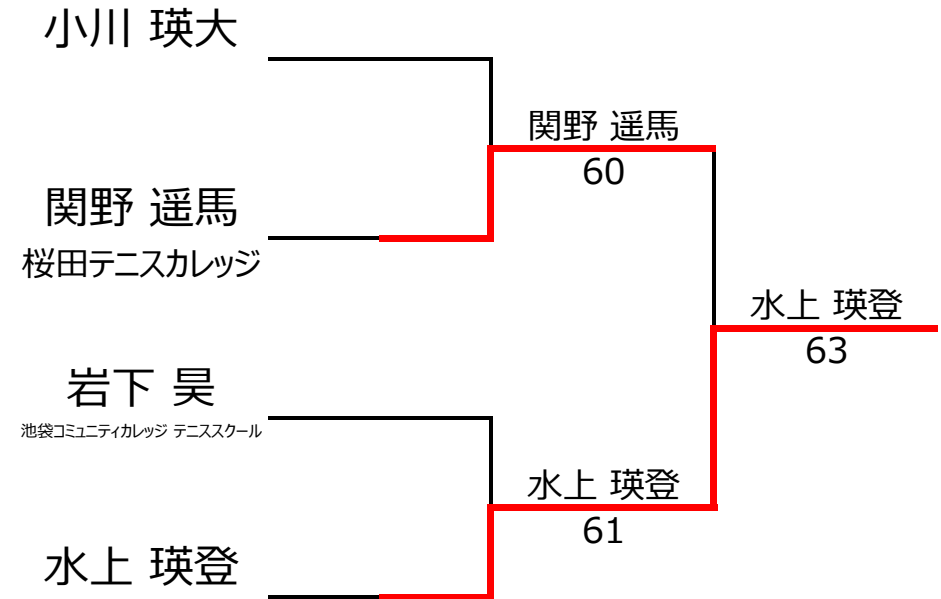 小川 瑛大
関野 遥馬
60
関野 遥馬
桜田テニスカレッジ
水上 瑛登
63
岩下 昊
池袋コミュニティカレッジ テニススクール
水上 瑛登
61
水上 瑛登